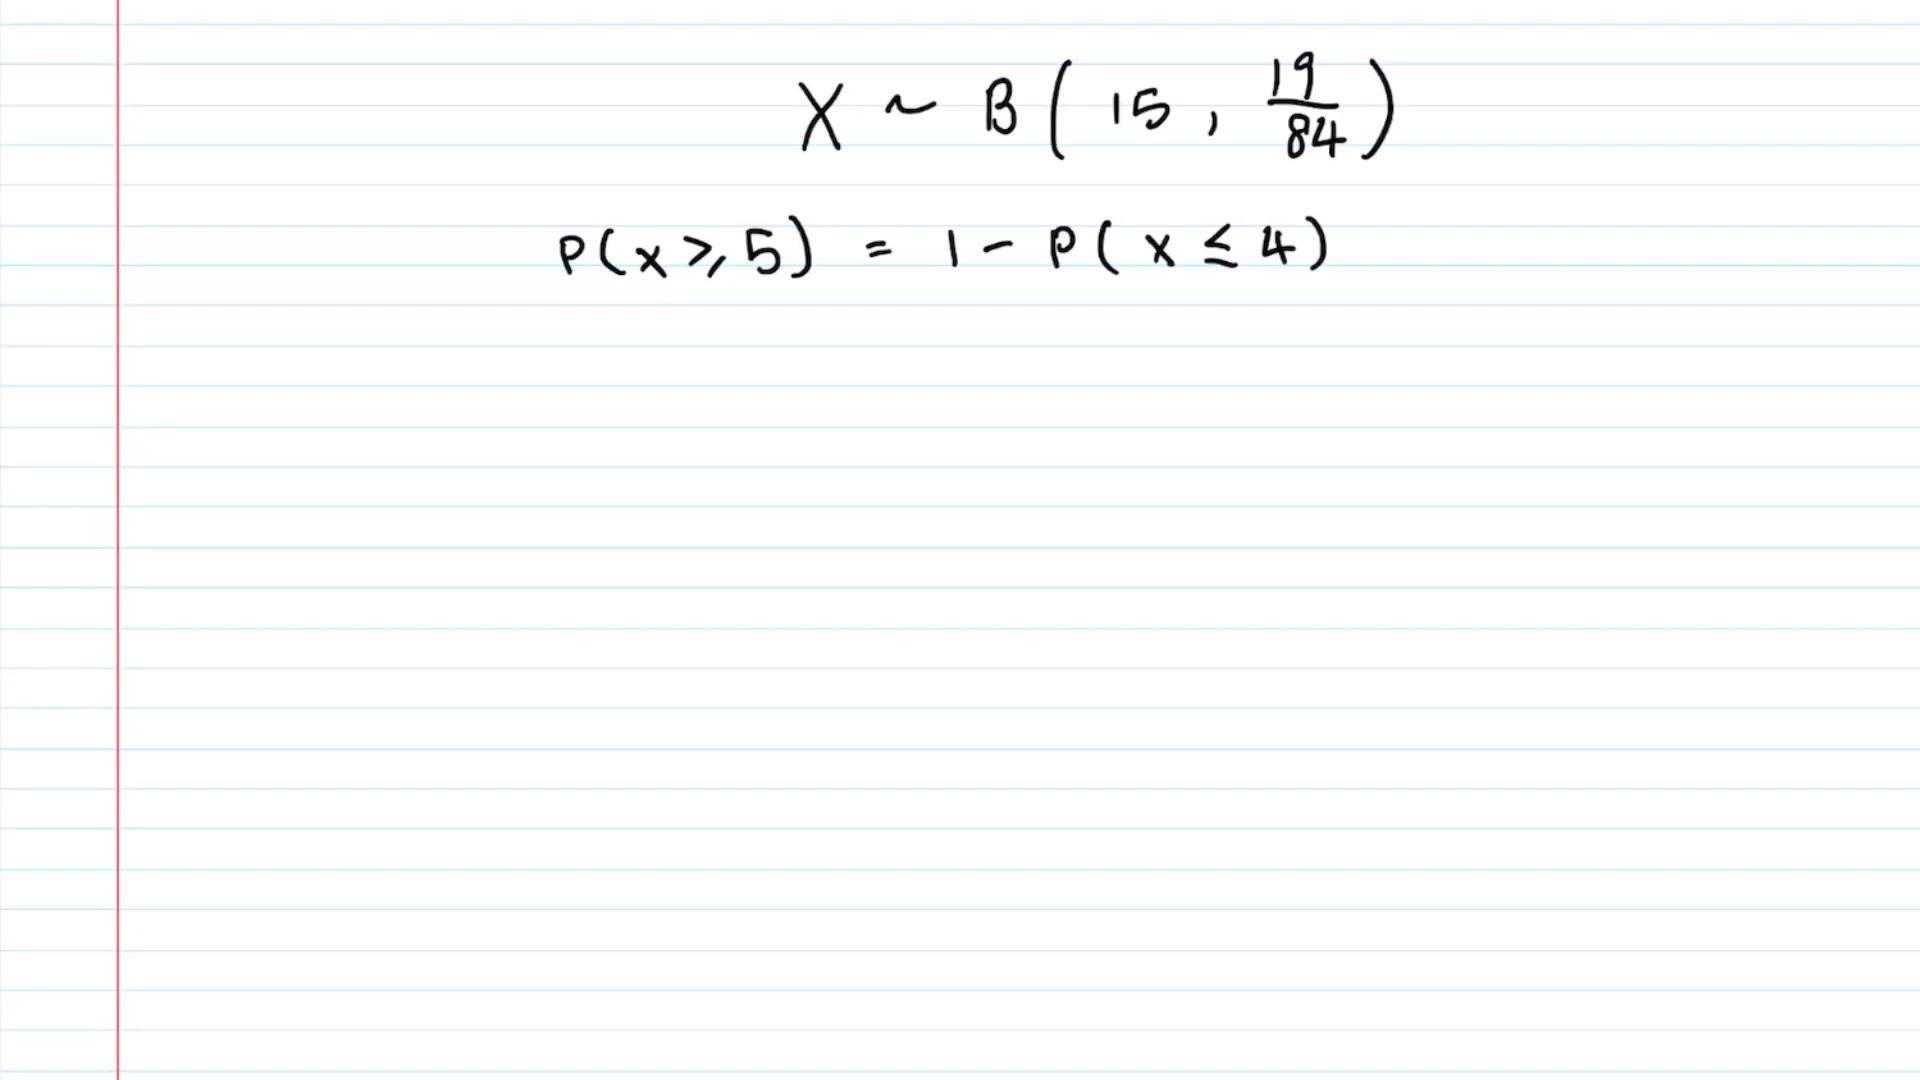 X ~ B ( 15 , 19/84 )
P(x ≥ 5) = 1 - P( x ≤ 4)